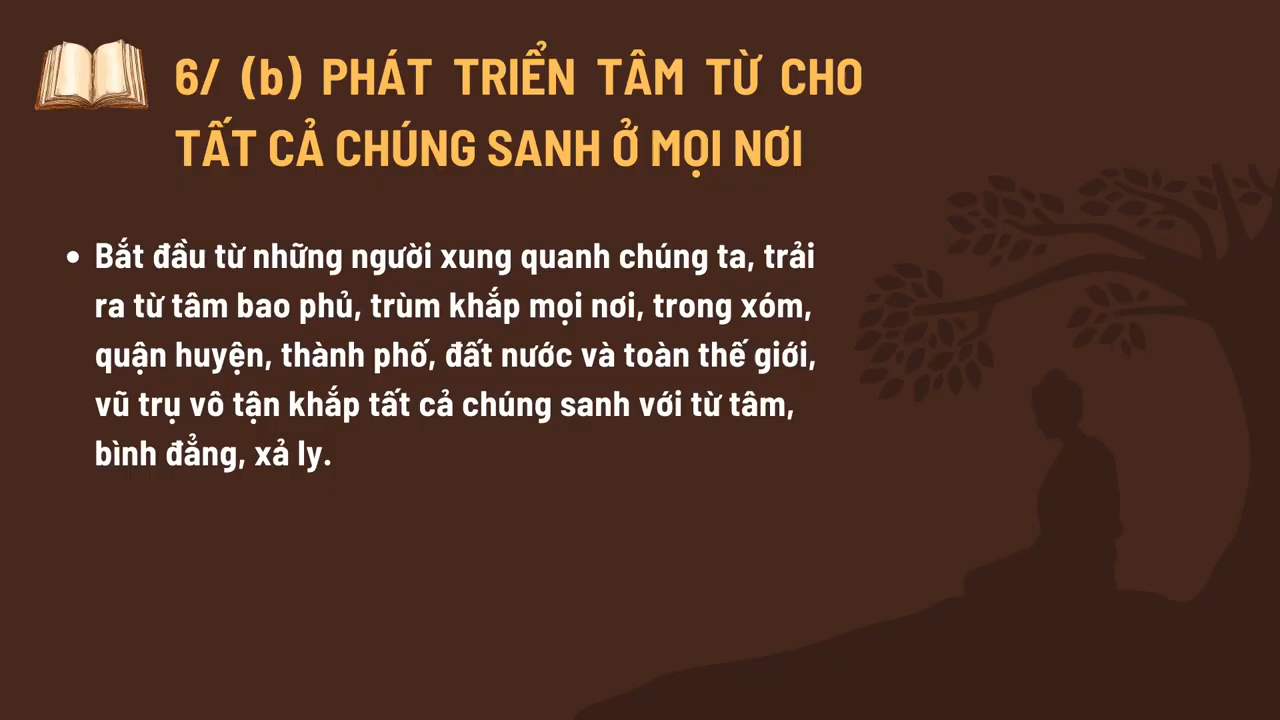 6/ (b) PHÁT TRIỂN TÂM TỪ CHO
TẤT CẢ CHÚNG SANH Ở MỌI NƠI
• Bắt đầu từ những người xung quanh chúng ta, trải
ra từ tâm bao phủ, trùm khắp mọi nơi, trong xóm,
quận huyện, thành phố, đất nước và toàn thế giới,
vũ trụ vô tận khắp tất cả chúng sanh với từ tâm,
bình đẳng, xả ly.